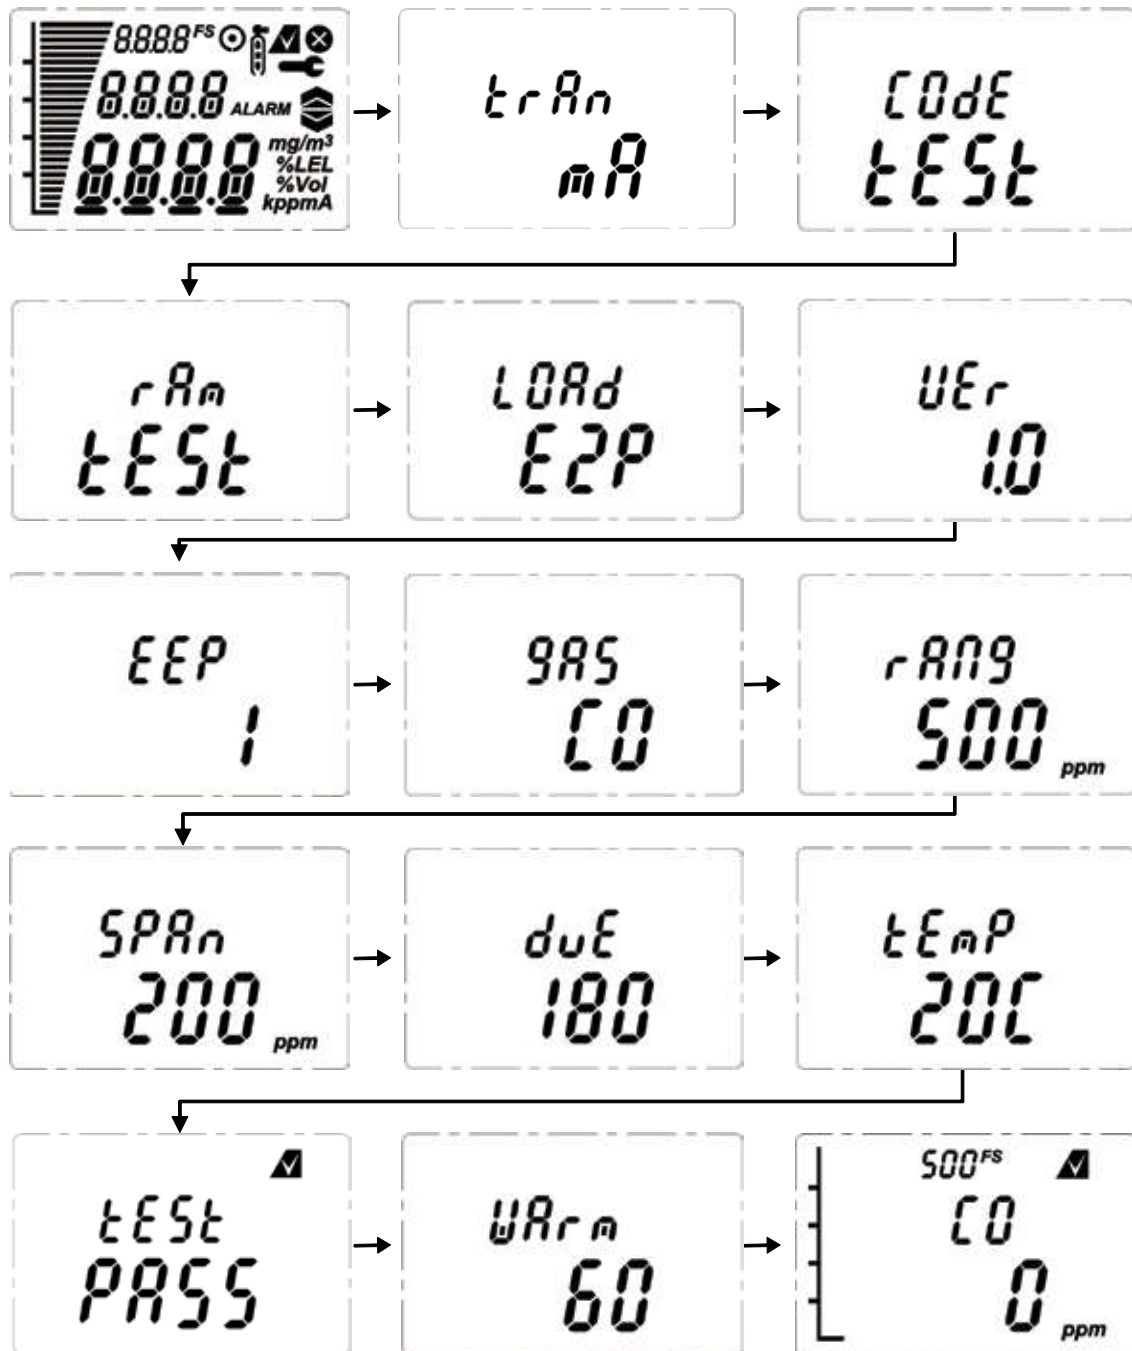 8.8.8.8 FS
8.8.8.8 ALARM
8.8.8.8 mg/m³
%LEL
%Vol
kppmA
trAn
mA
COdE
tESt
rAm
tESt
LOAd
E2P
VEr
1.0
EEP
1
gAS
CO
rAng
500 ppm
SPAn
200 ppm
duE
180
tEmP
20C
tESt
PASS
WArm
60
500 FS
CO
0 ppm